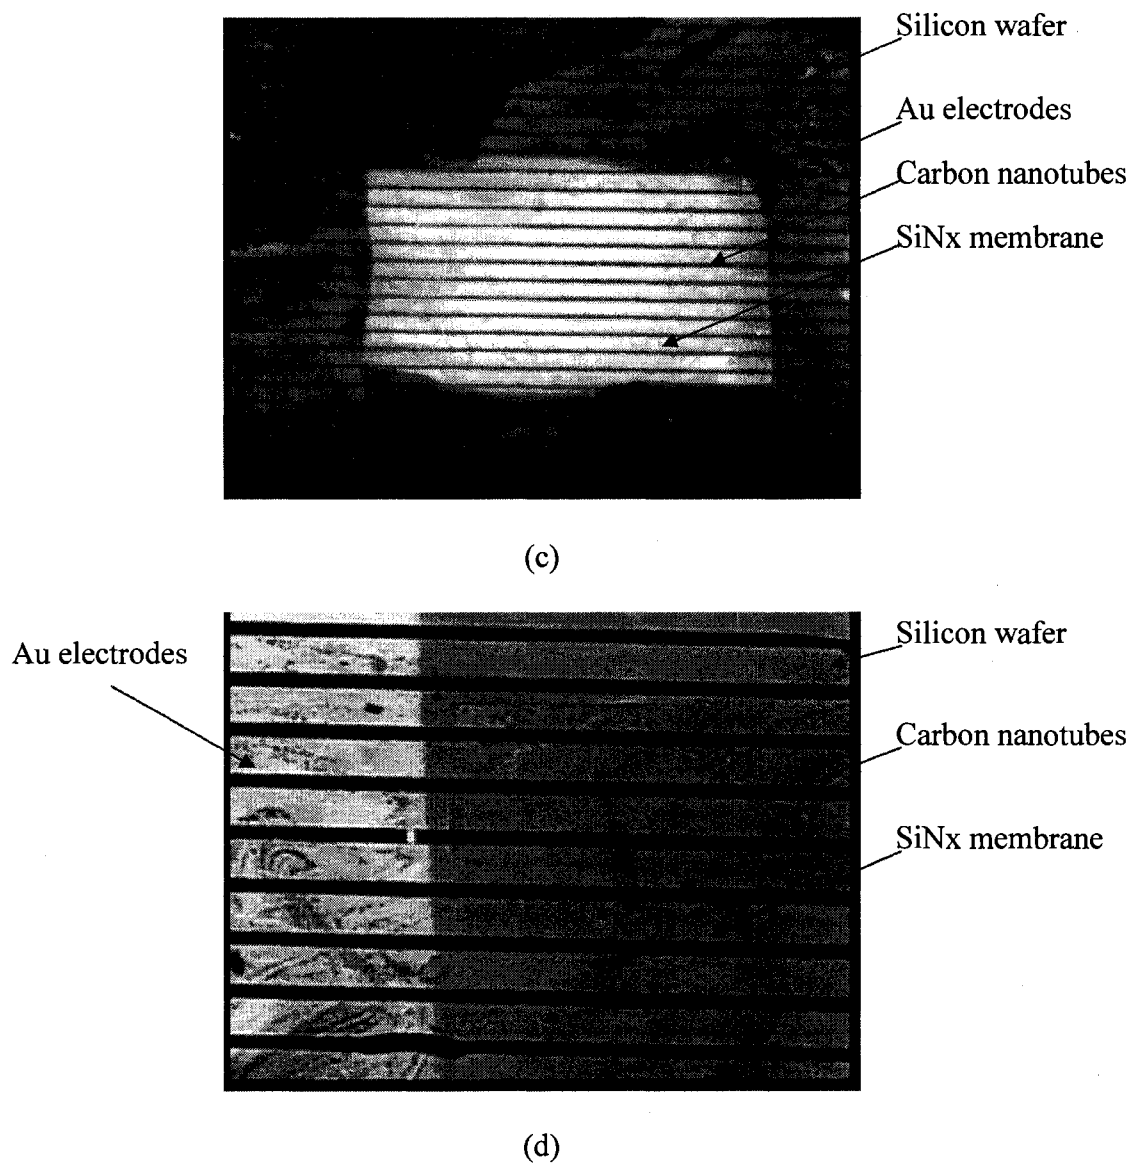 Silicon wafer
Au electrodes
Carbon nanotubes
SiNx membrane
(c)
Au electrodes
Silicon wafer
Carbon nanotubes
SiNx membrane
(d)